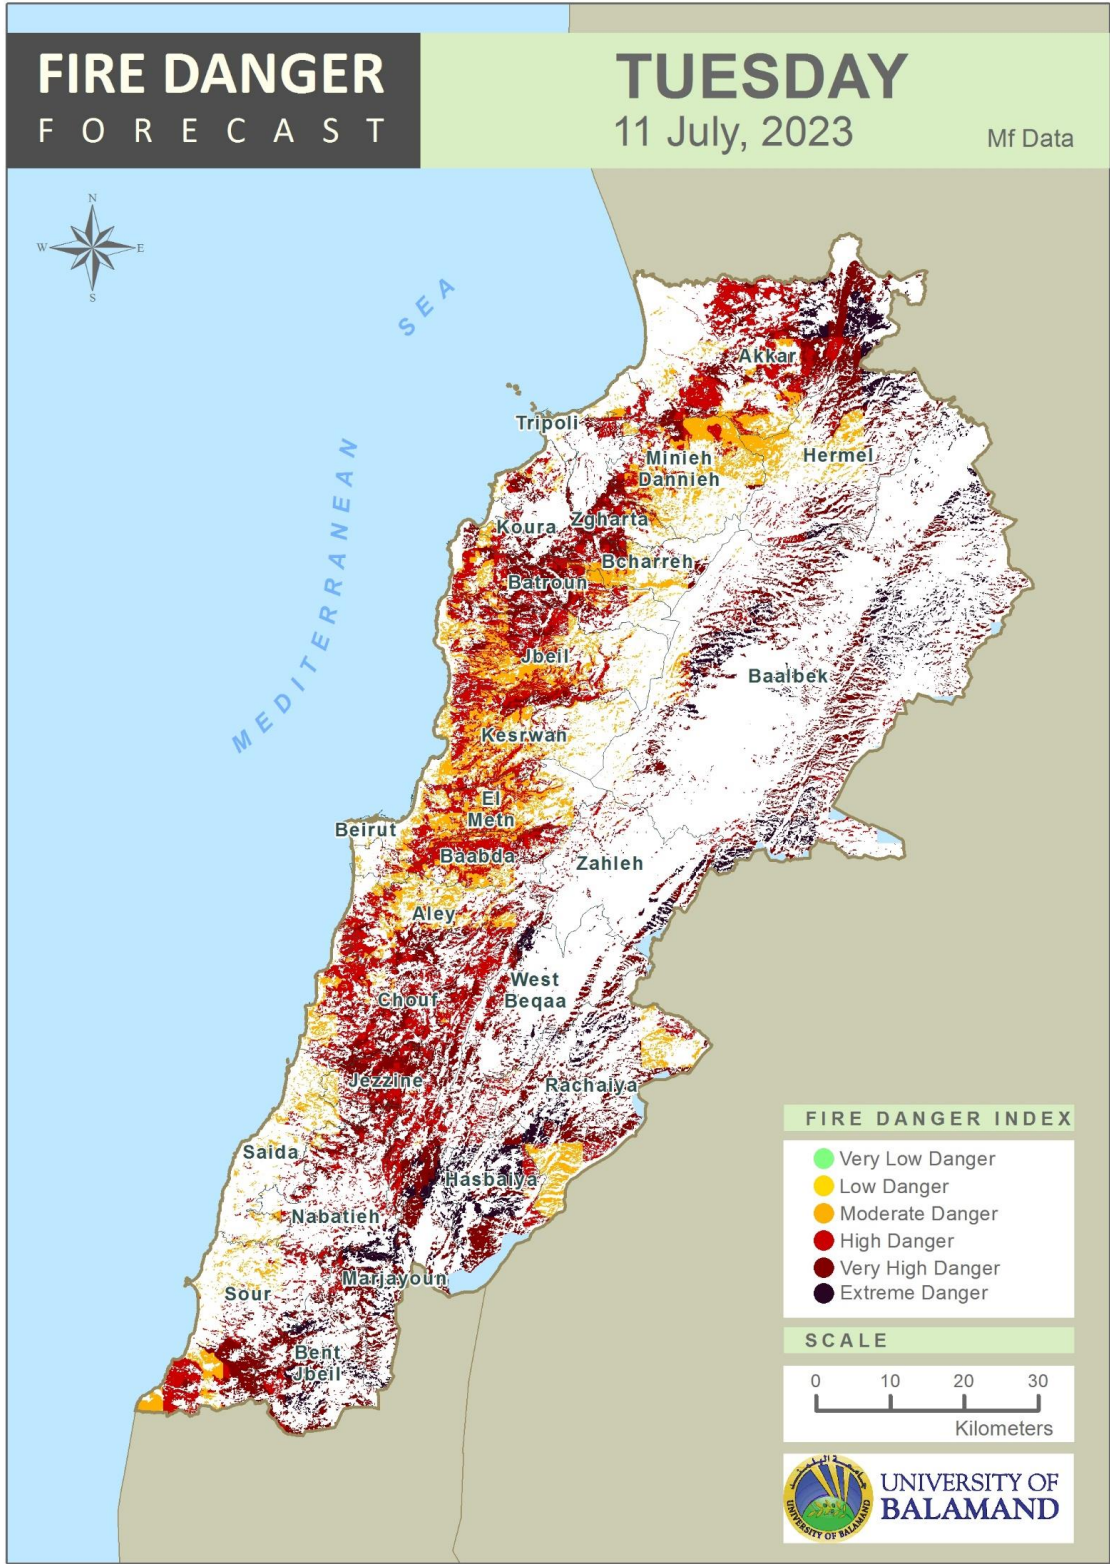 FIRE DANGER
FORECAST
TUESDAY
11 July, 2023
Mf Data
N
W
E
S
MEDITERRANEAN
SEA
Akkar
Tripoli
Minieh
Dannieh
Hermel
Koura
Zgharta
Bcharreh
Batroun
Jbeil
Baalbek
Kesrwan
El
Metn
Beirut
Baabda
Zahleh
Aley
West
Beqaa
Chouf
Jezzine
Rachaiya
Saida
Hasbaiya
Nabatieh
Marjayoun
Sour
Bent
Jbeil
FIRE DANGER INDEX
Very Low Danger
Low Danger
Moderate Danger
High Danger
Very High Danger
Extreme Danger
SCALE
0 10 20 30
Kilometers
UNIVERSITY OF BALAMAND
UNIVERSITY OF
BALAMAND